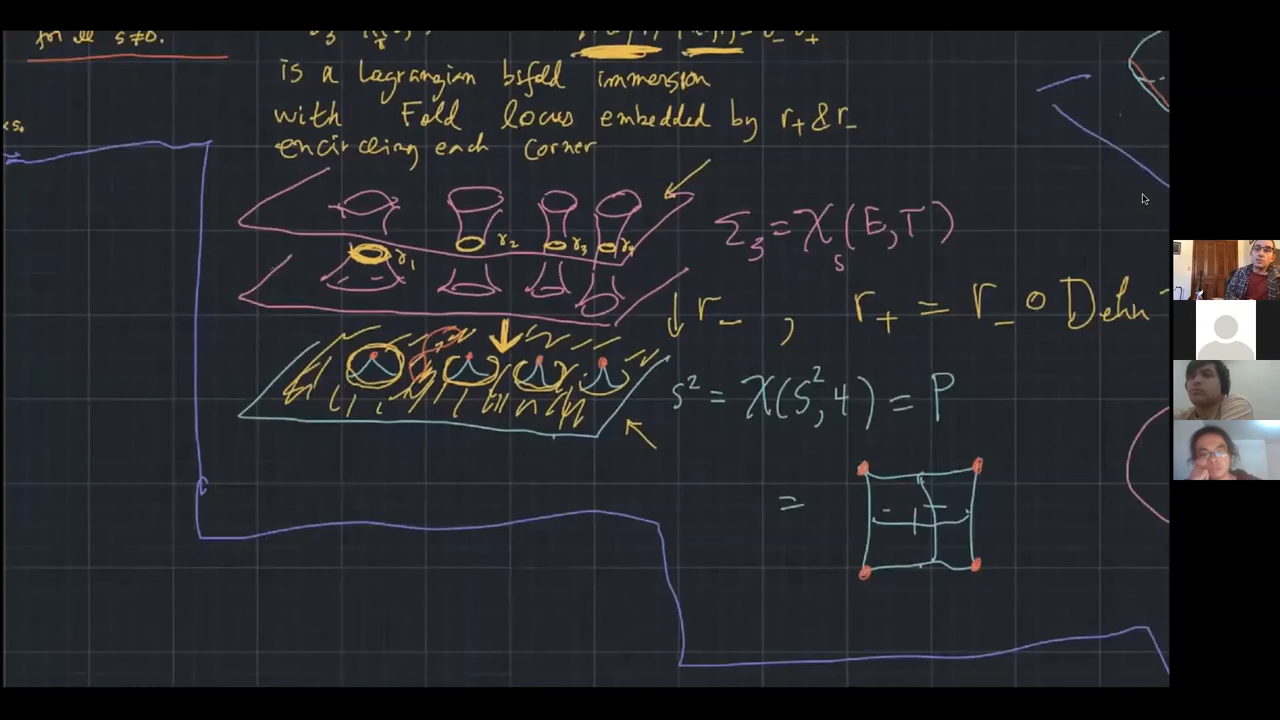 for all s≠0.
is a Lagrangian bifold immersion
with Fold locus embedded by r₊ & r₋
encircling each corner
γ₁ γ₂ γ₃ γ₄
Σ₃ = χₛ(E,T)
↓ r₋ , r₊ = r₋ ∘ Dehn
S² = χ(S²,4) = P
=